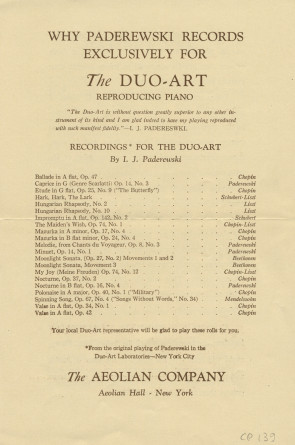 WHY PADEREWSKI RECORDS
EXCLUSIVELY FOR
The DUO-ART
REPRODUCING PIANO
"The Duo-Art is without question greatly superior to any other in-
strument of its kind and I am glad indeed to have my playing reproduced
with such manifest fidelity."—I. J. PADEREWSKI.
RECORDINGS* FOR THE DUO-ART
By I. J. Paderewski
Ballade in A flat, Op. 47 Chopin
Caprice in G (Genre Scarlatti) Op. 14, No. 3 Paderewski
Etude in G flat, Op. 25, No. 9 ("The Butterfly") Chopin
Hark, Hark, The Lark Schubert-Liszt
Hungarian Rhapsody, No. 2 Liszt
Hungarian Rhapsody, No. 10 Liszt
Impromptu in B flat, Op. 142, No. 3 Schubert
The Maiden's Wish, Op. 74, No. 1 Chopin-Liszt
Mazurka in A minor, Op. 17, No. 4 Chopin
Mazurka in B flat minor, Op. 24, No. 4 Chopin
Melodie, from Chants du Voyageur, Op. 8, No. 3 Paderewski
Minuet, Op. 14, No. 1 Paderewski
Moonlight Sonata, (Op. 27, No. 2) Movements 1 and 2 Beethoven
Moonlight Sonata, Movement 3 Beethoven
My Joy (Meine Freuden) Op. 74, No. 12 Chopin-Liszt
Nocturne, Op. 37, No. 2 Chopin
Nocturne in B flat, Op. 16, No. 4 Paderewski
Polonaise in A major, Op. 40, No. 1 ("Military") Chopin
Spinning Song, Op. 67, No. 4 ("Songs Without Words," No. 34) Mendelssohn
Valse in A flat, Op. 34, No. 1 Chopin
Valse in A flat, Op. 42 Chopin
Your local Duo-Art representative will be glad to play these rolls for you.
*From the original playing of Paderewski in the
Duo-Art Laboratories—New York City
The AEOLIAN COMPANY
Aeolian Hall - New York
139